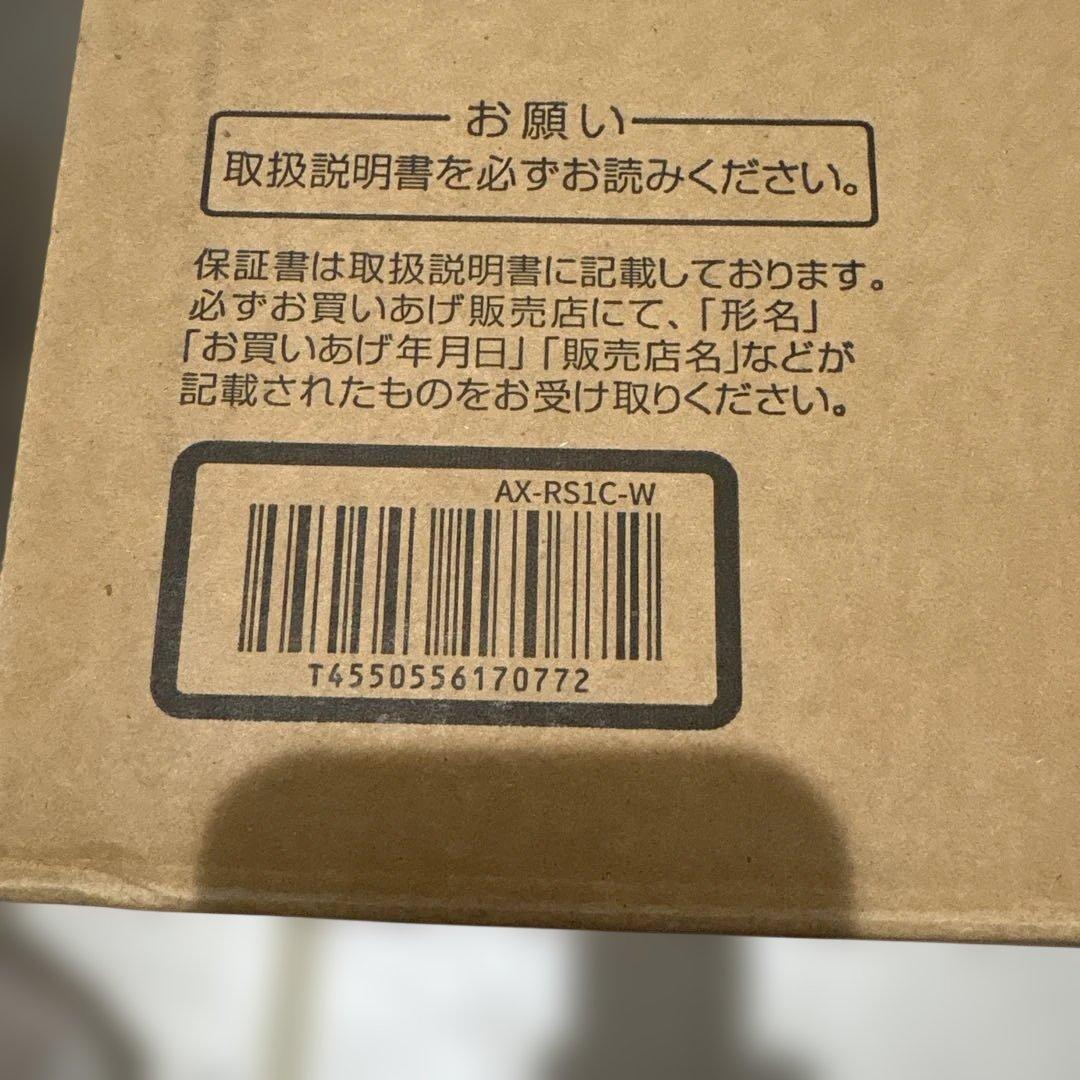 お願い
取扱説明書を必ずお読みください。
保証書は取扱説明書に記載しております。
必ずお買いあげ販売店にて、「形名」
「お買いあげ年月日」「販売店名」などが
記載されたものをお受け取りください。
AX-RS1C-W
T4550556170772